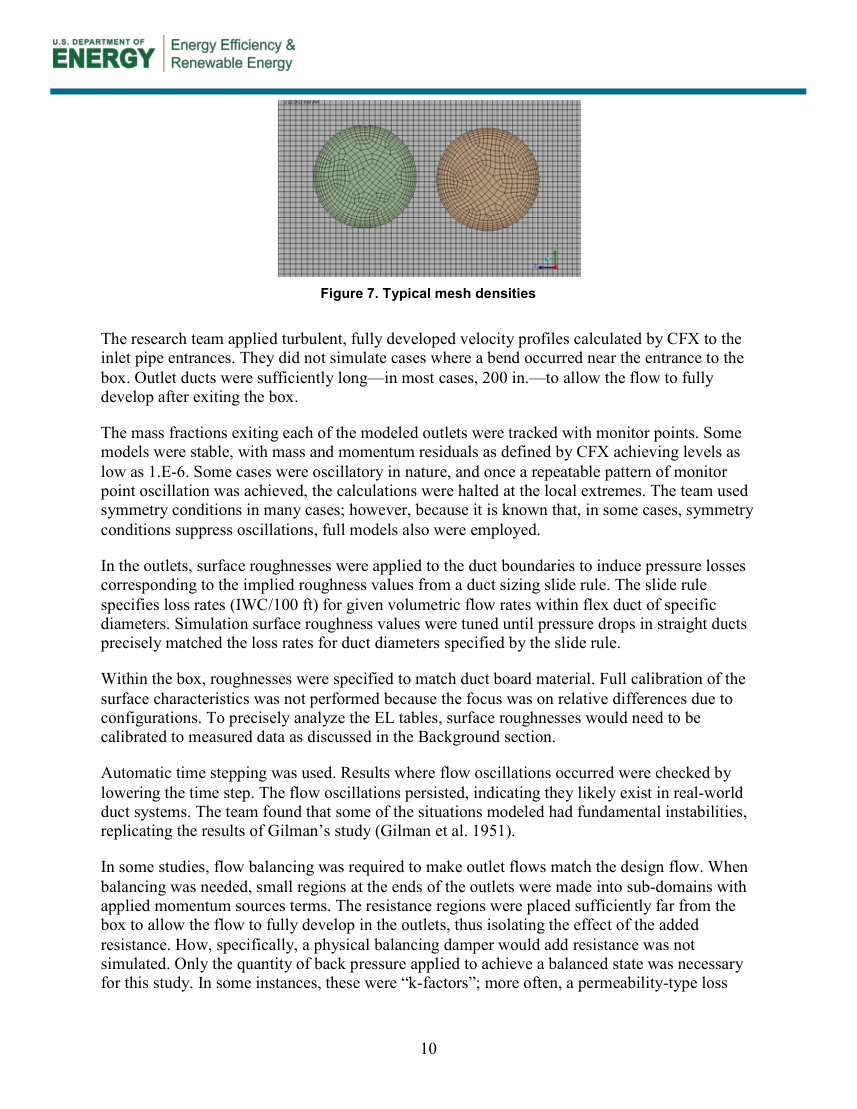 U.S. DEPARTMENT OF
ENERGY
Energy Efficiency &
Renewable Energy
Figure 7. Typical mesh densities
The research team applied turbulent, fully developed velocity profiles calculated by CFX to the
inlet pipe entrances. They did not simulate cases where a bend occurred near the entrance to the
box. Outlet ducts were sufficiently long—in most cases, 200 in.—to allow the flow to fully
develop after exiting the box.
The mass fractions exiting each of the modeled outlets were tracked with monitor points. Some
models were stable, with mass and momentum residuals as defined by CFX achieving levels as
low as 1.E-6. Some cases were oscillatory in nature, and once a repeatable pattern of monitor
point oscillation was achieved, the calculations were halted at the local extremes. The team used
symmetry conditions in many cases; however, because it is known that, in some cases, symmetry
conditions suppress oscillations, full models also were employed.
In the outlets, surface roughnesses were applied to the duct boundaries to induce pressure losses
corresponding to the implied roughness values from a duct sizing slide rule. The slide rule
specifies loss rates (IWC/100 ft) for given volumetric flow rates within flex duct of specific
diameters. Simulation surface roughness values were tuned until pressure drops in straight ducts
precisely matched the loss rates for duct diameters specified by the slide rule.
Within the box, roughnesses were specified to match duct board material. Full calibration of the
surface characteristics was not performed because the focus was on relative differences due to
configurations. To precisely analyze the EL tables, surface roughnesses would need to be
calibrated to measured data as discussed in the Background section.
Automatic time stepping was used. Results where flow oscillations occurred were checked by
lowering the time step. The flow oscillations persisted, indicating they likely exist in real-world
duct systems. The team found that some of the situations modeled had fundamental instabilities,
replicating the results of Gilman's study (Gilman et al. 1951).
In some studies, flow balancing was required to make outlet flows match the design flow. When
balancing was needed, small regions at the ends of the outlets were made into sub-domains with
applied momentum sources terms. The resistance regions were placed sufficiently far from the
box to allow the flow to fully develop in the outlets, thus isolating the effect of the added
resistance. How, specifically, a physical balancing damper would add resistance was not
simulated. Only the quantity of back pressure applied to achieve a balanced state was necessary
for this study. In some instances, these were “k-factors”; more often, a permeability-type loss
10